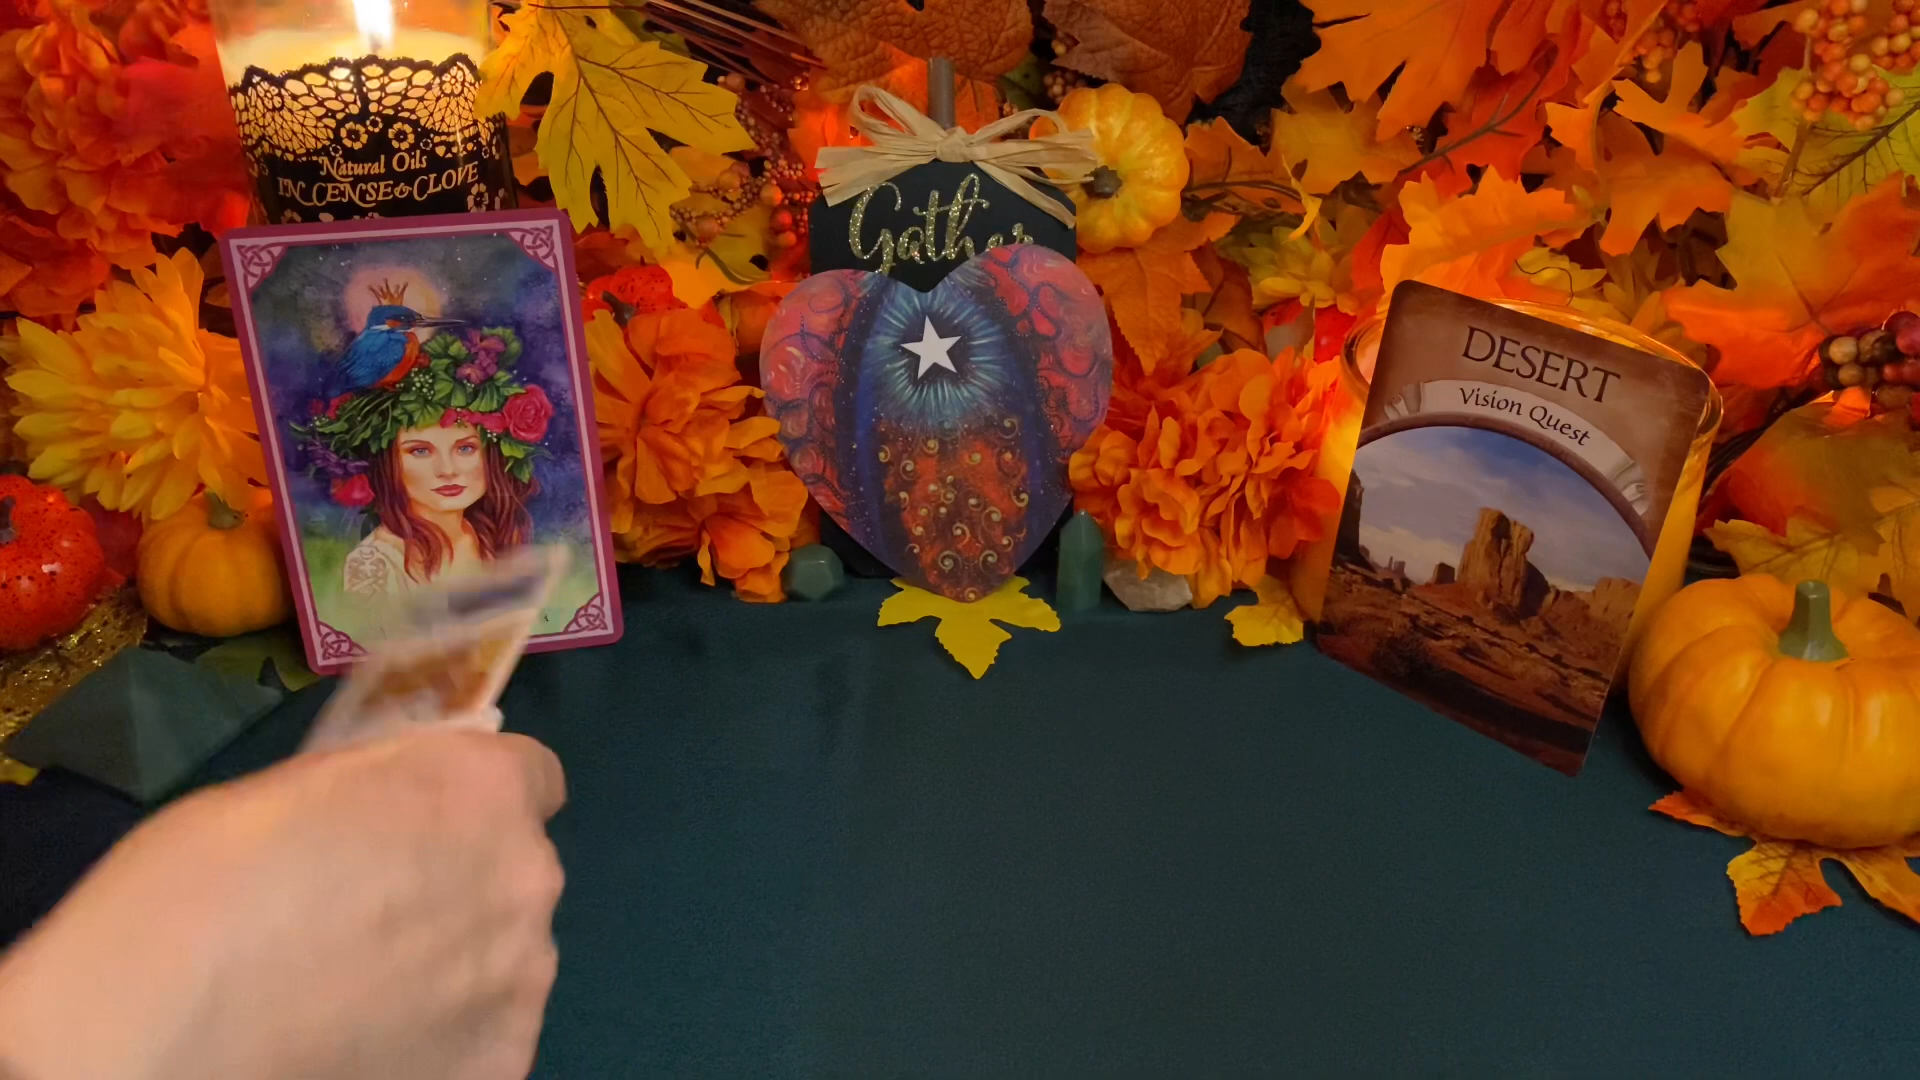 Natural Oils
INCENSE & CLOVE
Gather
DESERT
Vision Quest